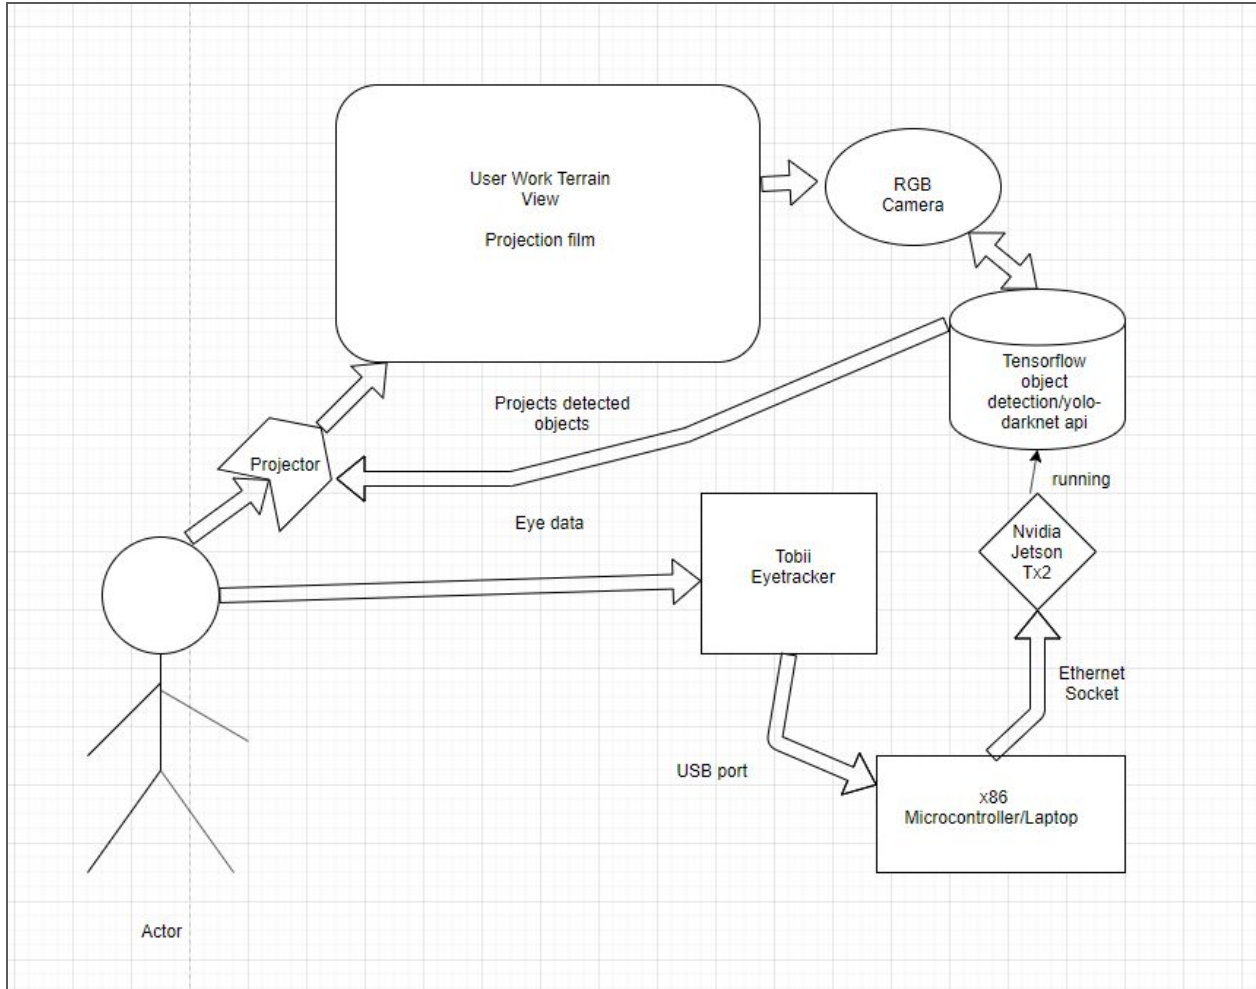 User Work Terrain
View
Projection film
RGB
Camera
Tensorflow
object
detection/yolo-
darknet api
Projects detected
objects
Projector
running
Eye data
Nvidia
Jetson
Tx2
Tobii
Eyetracker
Ethernet
Socket
USB port
x86
Microcontroller/Laptop
Actor